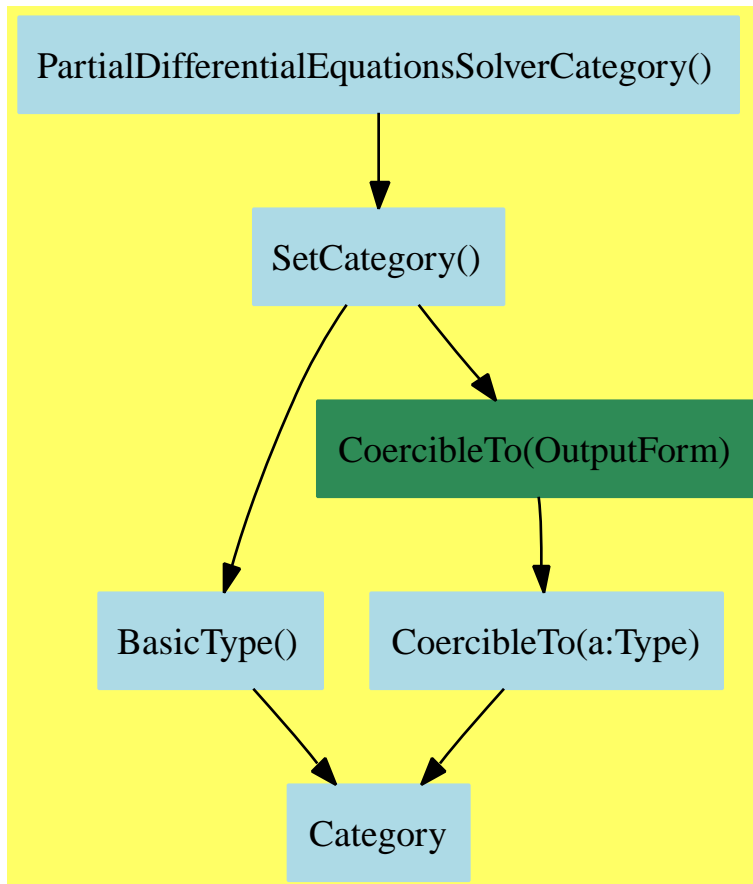 PartialDifferentialEquationsSolverCategory()
SetCategory()
CoercibleTo(OutputForm)
BasicType()
CoercibleTo(a:Type)
Category